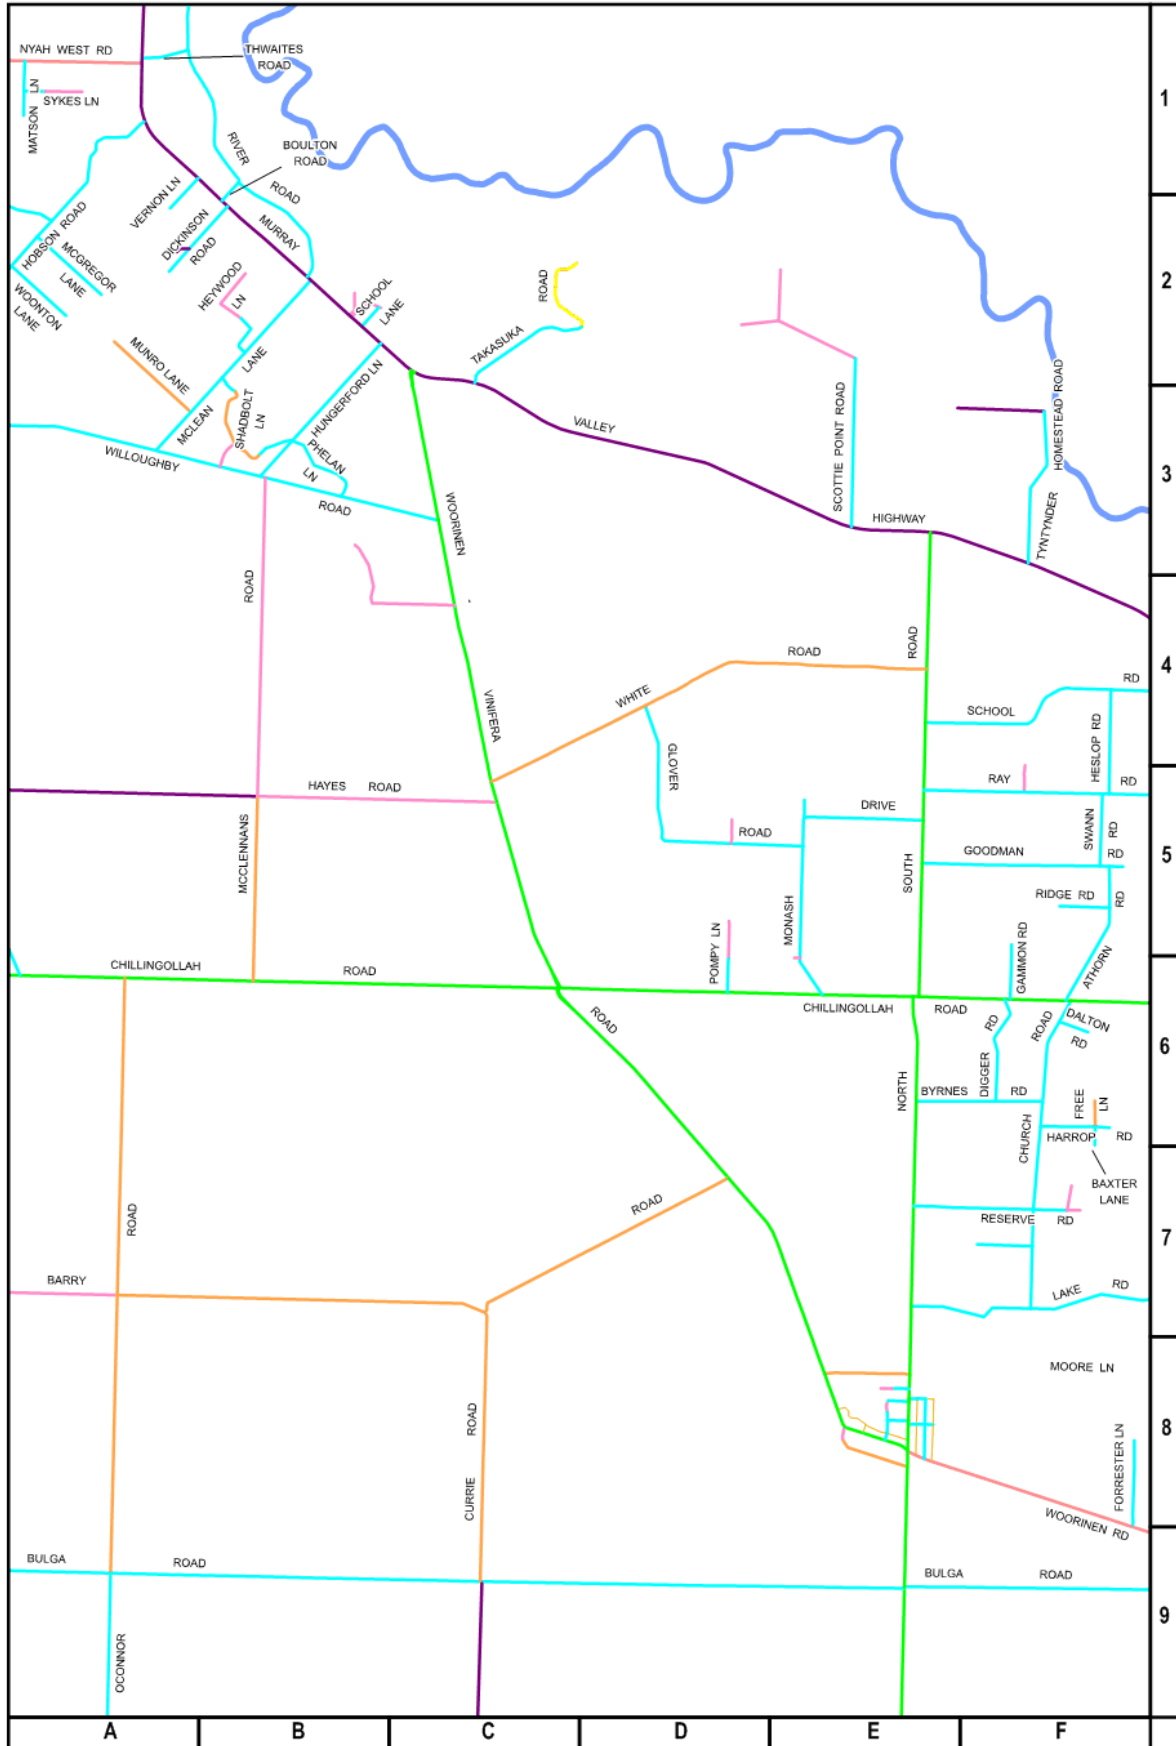 NYAH WEST RD
THWAITES
ROAD
1
MATSON LN
SYKES LN
RIVER
ROAD
BOULTON
ROAD
VERNON LN
DICKINSON
ROAD
MURRAY
HOBSON ROAD
MCGREGOR
LANE
WOONTON
LANE
HEYWOOD
LN
SCHOOL
LANE
ROAD
TAKASUKA
2
MUNRO LANE
LANE
MCLEAN
SHADBOLT
LN
HUNGERFORD LN
PHELAN
LN
WILLOUGHBY
ROAD
VALLEY
SCOTTIE POINT ROAD
HIGHWAY
HOMESTEAD ROAD
TYNTYNDER
3
WOORINEN
ROAD
VINIFERA
WHITE
ROAD
ROAD
SCHOOL
RD
HESLOP RD
4
GLOVER
ROAD
HAYES ROAD
MCCLENNANS
DRIVE
RAY
RD
SWANN
RD
GOODMAN
RD
SOUTH
MONASH
POMPY LN
RIDGE RD
RD
GAMMON RD
ATHORN
5
CHILLINGOLLAH
ROAD
CHILLINGOLLAH
ROAD
ROAD
RD
ROAD
DALTON
RD
DIGGER
NORTH
BYRNES
RD
FREE
LN
CHURCH
HARROP
RD
6
BAXTER
LANE
ROAD
ROAD
RESERVE
RD
BARRY
LAKE
RD
7
MOORE LN
ROAD
CURRIE
FORRESTER LN
WOORINEN RD
8
BULGA
ROAD
BULGA
ROAD
OCONNOR
9
A
B
C
D
E
F